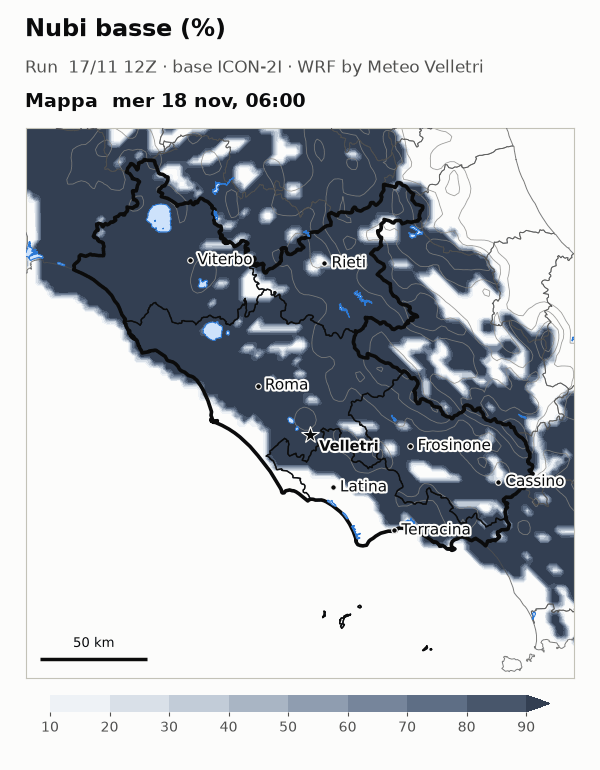 Nubi basse (%)
Run 17/11 12Z · base ICON-2I · WRF by Meteo Velletri
Mappa mer 18 nov, 06:00
Viterbo
Rieti
Roma
Velletri
Frosinone
Cassino
Latina
Terracina
50 km
10 20 30 40 50 60 70 80 90